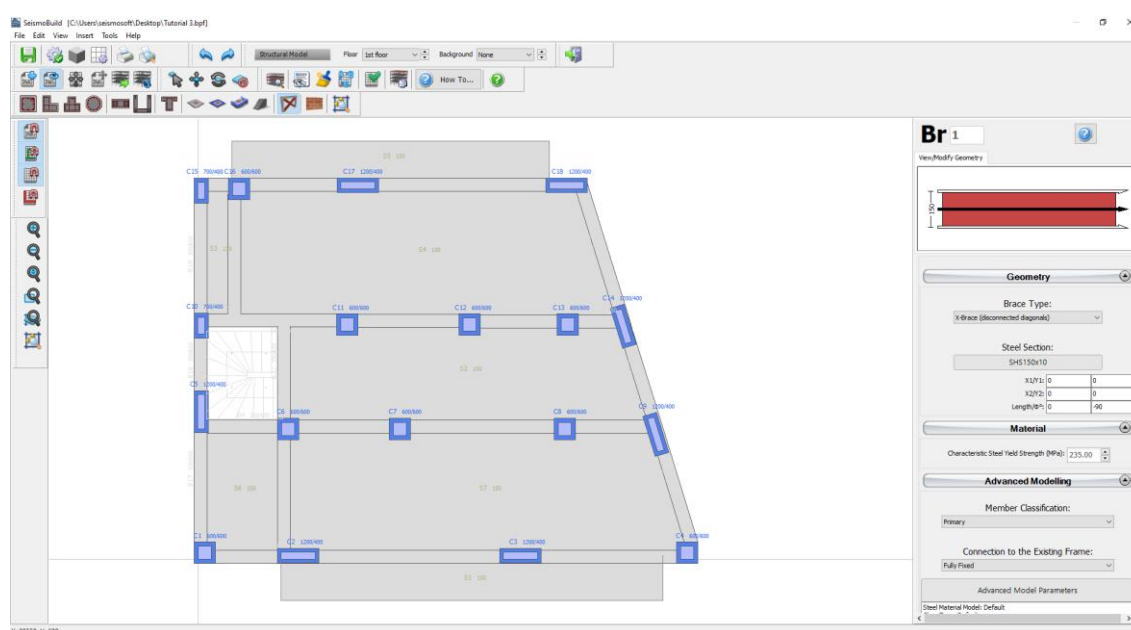 SeismoBuild [C:\Users\seismosoft\Desktop\Tutorial 3.bpf]
File Edit View Insert Tools Help
Structural Model Floor 1st floor Background None
How To...
Br 1
View/Modify Geometry
150
Geometry
Brace Type:
X-Brace (disconnected diagonals)
Steel Section:
SHS150x10
X1/Y1: 0 0
X2/Y2: 0 0
Length/Φº: 0 -90
Material
Characteristic Steel Yield Strength (MPa): 235.00
Advanced Modelling
Member Classification:
Primary
Connection to the Existing Frame:
Fully Fixed
Advanced Model Parameters
Steel Material Model: Default
C15 700/400 C16 600/600 C17 1200/400 C18 1200/400
S3
S4 100
C10 700/400 C11 600/600 C12 600/600 C13 600/600 C14 1200/400
C5 1200/400
C6 600/600 C7 600/600 C8 600/600 C9 1200/400
S6 100 S7 100
C1 600/600 C2 1200/400 C3 1200/400 C4 600/600